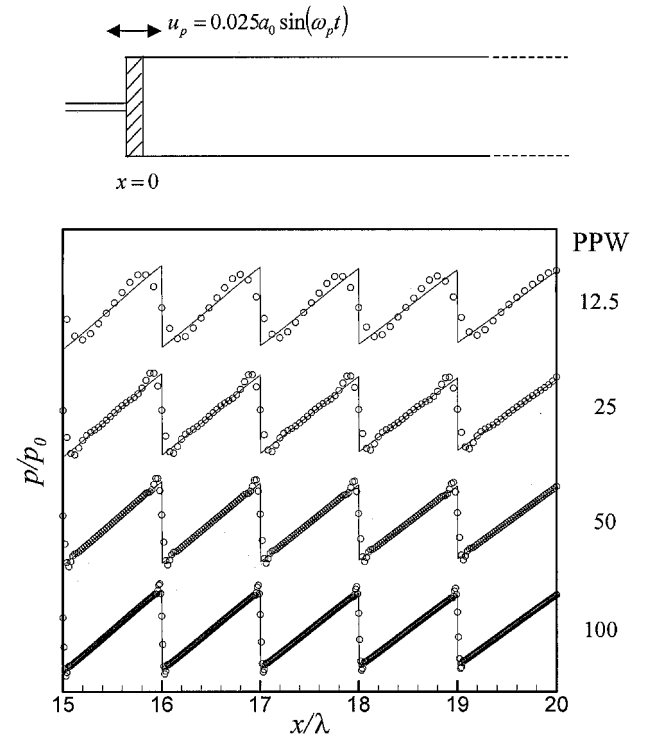 u_p = 0.025a_0 sin(ω_p t)
x = 0
PPW
12.5
25
50
100
p/p_0
15 16 17 18 19 20
x/λ